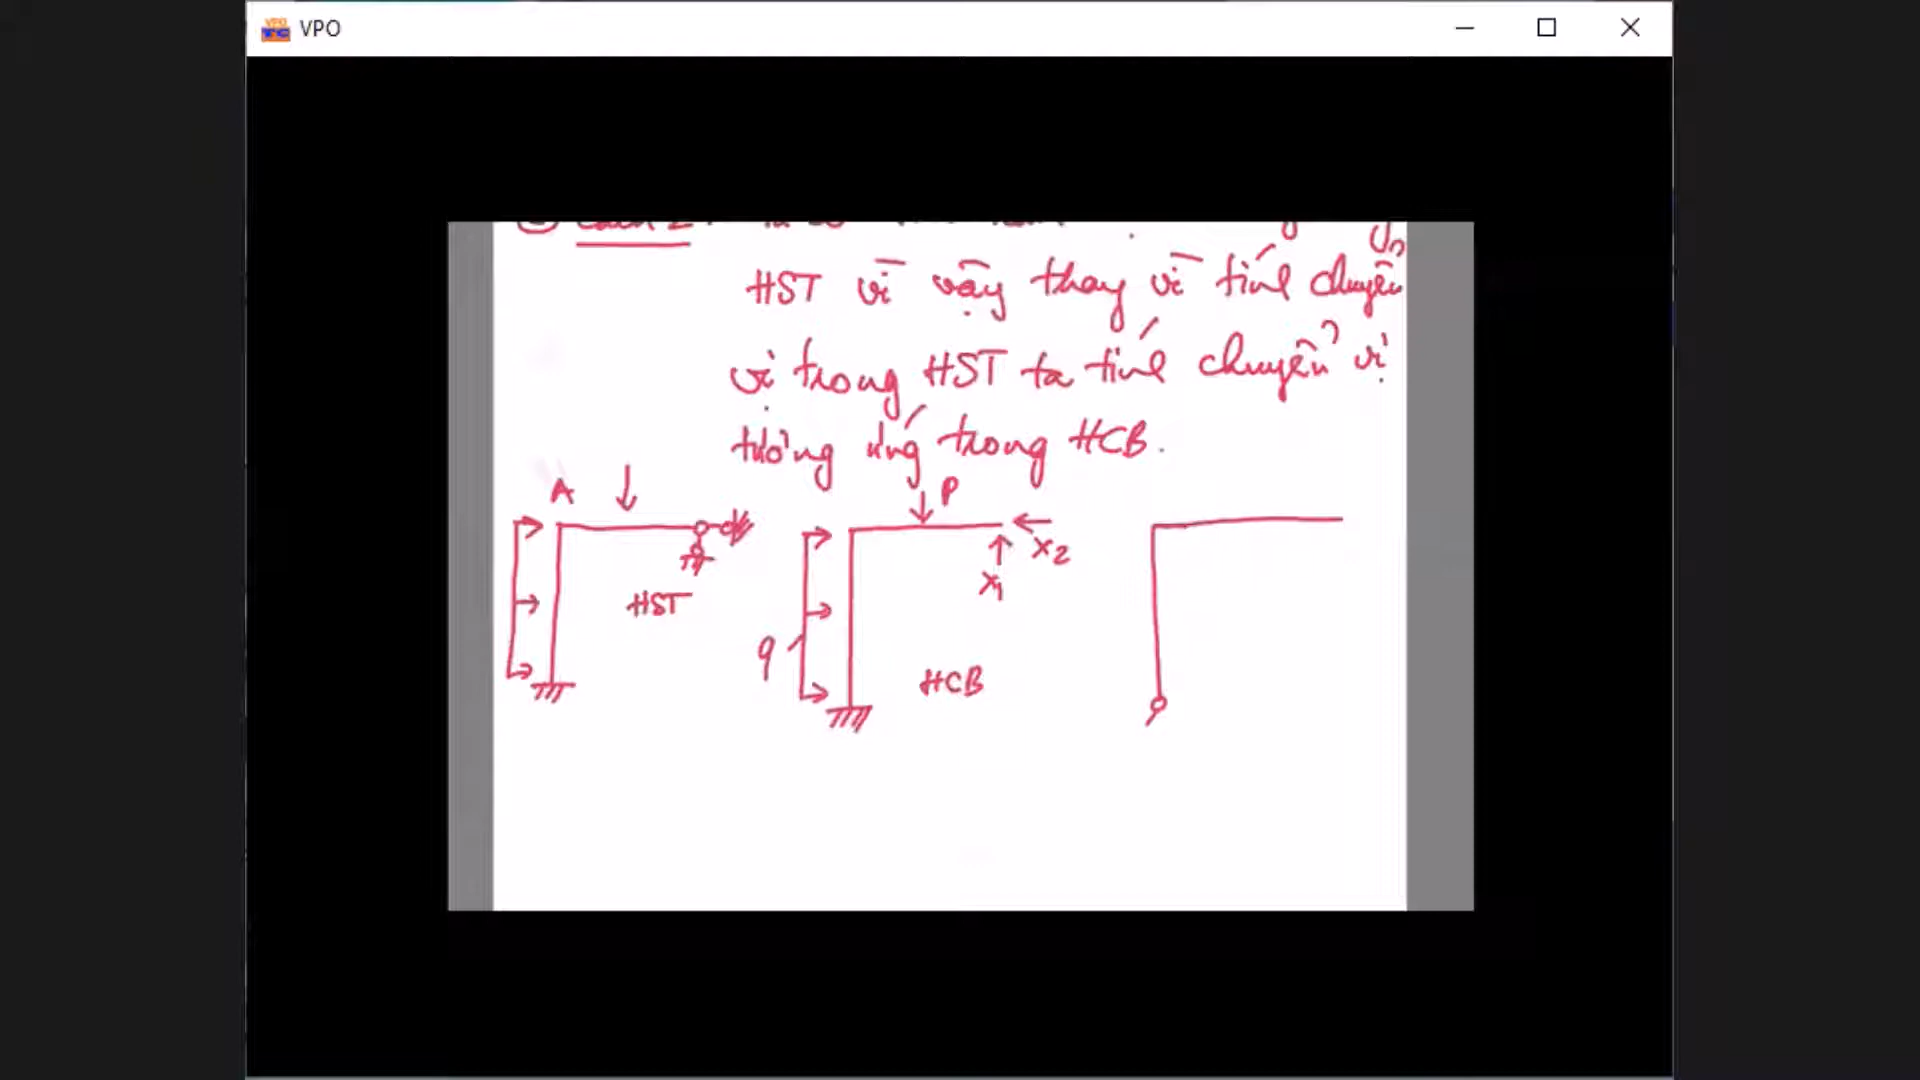 VPO
HST vì vậy thay vì tính chuyển
vị trong HST ta tính chuyển vị
tương ứng trong HCB.
A
P
X2
X1
HST
q
HCB